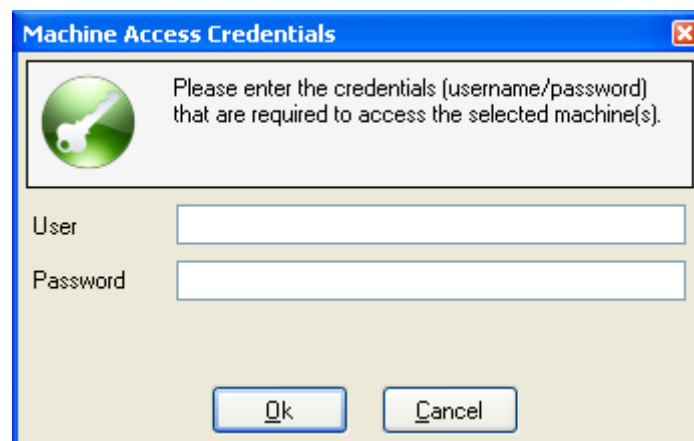 Machine Access Credentials
Please enter the credentials (username/password)
that are required to access the selected machine(s).
User
Password
Ok
Cancel